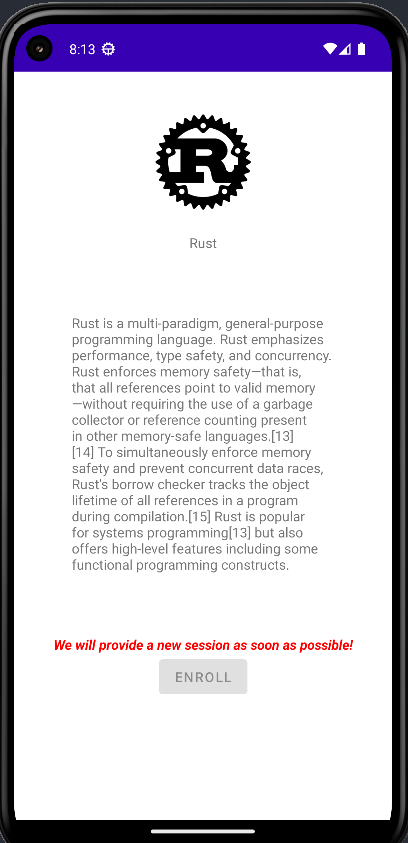 8:13
R
Rust
Rust is a multi-paradigm, general-purpose
programming language. Rust emphasizes
performance, type safety, and concurrency.
Rust enforces memory safety—that is,
that all references point to valid memory
—without requiring the use of a garbage
collector or reference counting present
in other memory-safe languages.[13]
[14] To simultaneously enforce memory
safety and prevent concurrent data races,
Rust's borrow checker tracks the object
lifetime of all references in a program
during compilation.[15] Rust is popular
for systems programming[13] but also
offers high-level features including some
functional programming constructs.
We will provide a new session as soon as possible!
ENROLL